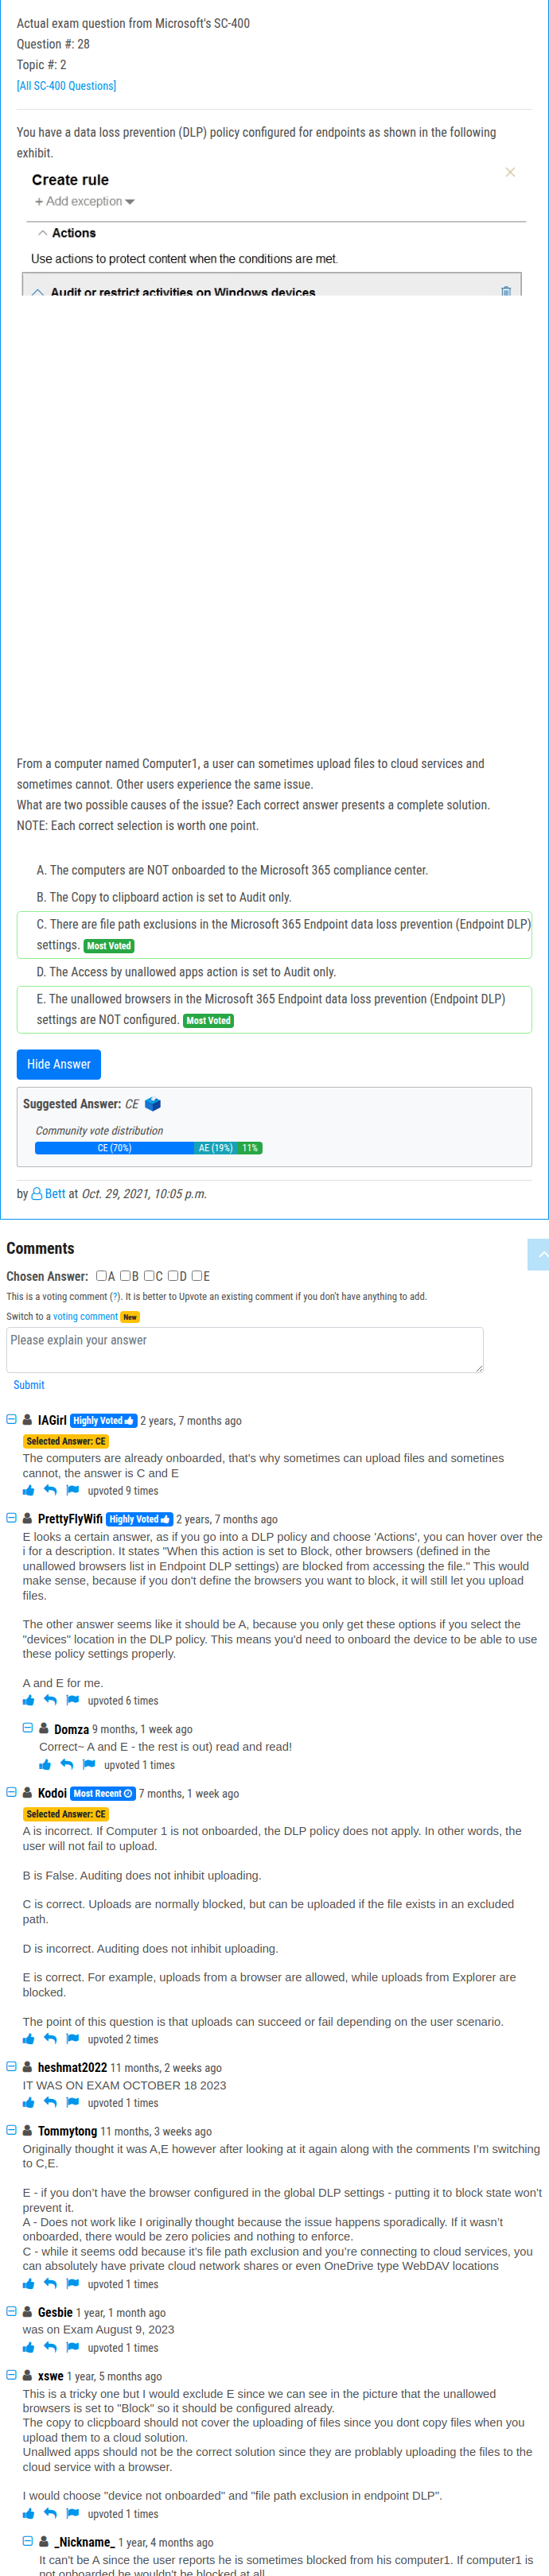 Actual exam question from Microsoft's SC-400
Question #: 28
Topic #: 2
[All SC-400 Questions]
You have a data loss prevention (DLP) policy configured for endpoints as shown in the following
exhibit.
Create rule
+ Add exception
Actions
Use actions to protect content when the conditions are met.
Audit or restrict activities on Windows devices
From a computer named Computer1, a user can sometimes upload files to cloud services and
sometimes cannot. Other users experience the same issue.
What are two possible causes of the issue? Each correct answer presents a complete solution.
NOTE: Each correct selection is worth one point.
A. The computers are NOT onboarded to the Microsoft 365 compliance center.
B. The Copy to clipboard action is set to Audit only.
C. There are file path exclusions in the Microsoft 365 Endpoint data loss prevention (Endpoint DLP)
settings. Most Voted
D. The Access by unallowed apps action is set to Audit only.
E. The unallowed browsers in the Microsoft 365 Endpoint data loss prevention (Endpoint DLP)
settings are NOT configured. Most Voted
Hide Answer
Suggested Answer: CE
Community vote distribution
CE (70%) AE (19%) 11%
by Bett at Oct. 29, 2021, 10:05 p.m.
Comments
Chosen Answer: A B C D E
This is a voting comment (?). It is better to Upvote an existing comment if you don't have anything to add.
Switch to a voting comment New
Please explain your answer
Submit
IAGirl Highly Voted 2 years, 7 months ago
Selected Answer: CE
The computers are already onboarded, that's why sometimes can upload files and sometines
cannot, the answer is C and E
upvoted 9 times
PrettyFlyWifi Highly Voted 2 years, 7 months ago
E looks a certain answer, as if you go into a DLP policy and choose 'Actions', you can hover over the
i for a description. It states "When this action is set to Block, other browsers (defined in the
unallowed browsers list in Endpoint DLP settings) are blocked from accessing the file." This would
make sense, because if you don't define the browsers you want to block, it will still let you upload
files.
The other answer seems like it should be A, because you only get these options if you select the
"devices" location in the DLP policy. This means you'd need to onboard the device to be able to use
these policy settings properly.
A and E for me.
upvoted 6 times
Domza 9 months, 1 week ago
Correct~ A and E - the rest is out) read and read!
upvoted 1 times
Kodoi Most Recent 7 months, 1 week ago
Selected Answer: CE
A is incorrect. If Computer 1 is not onboarded, the DLP policy does not apply. In other words, the
user will not fail to upload.
B is False. Auditing does not inhibit uploading.
C is correct. Uploads are normally blocked, but can be uploaded if the file exists in an excluded
path.
D is incorrect. Auditing does not inhibit uploading.
E is correct. For example, uploads from a browser are allowed, while uploads from Explorer are
blocked.
The point of this question is that uploads can succeed or fail depending on the user scenario.
upvoted 2 times
heshmat2022 11 months, 2 weeks ago
IT WAS ON EXAM OCTOBER 18 2023
upvoted 1 times
Tommytong 11 months, 3 weeks ago
Originally thought it was A,E however after looking at it again along with the comments I'm switching
to C,E.
E - if you don't have the browser configured in the global DLP settings - putting it to block state won't
prevent it.
A - Does not work like I originally thought because the issue happens sporadically. If it wasn't
onboarded, there would be zero policies and nothing to enforce.
C - while it seems odd because it's file path exclusion and you're connecting to cloud services, you
can absolutely have private cloud network shares or even OneDrive type WebDAV locations
upvoted 1 times
Gesbie 1 year, 1 month ago
was on Exam August 9, 2023
upvoted 1 times
xswe 1 year, 5 months ago
This is a tricky one but I would exclude E since we can see in the picture that the unallowed
browsers is set to "Block" so it should be configured already.
The copy to clicpboard should not cover the uploading of files since you dont copy files when you
upload them to a cloud solution.
Unallwed apps should not be the correct solution since they are problably uploading the files to the
cloud service with a browser.
I would choose "device not onboarded" and "file path exclusion in endpoint DLP".
upvoted 1 times
_Nickname_ 1 year, 4 months ago
It can't be A since the user reports he is sometimes blocked from his computer1. If computer1 is
not onboarded he wouldn't be blocked at all